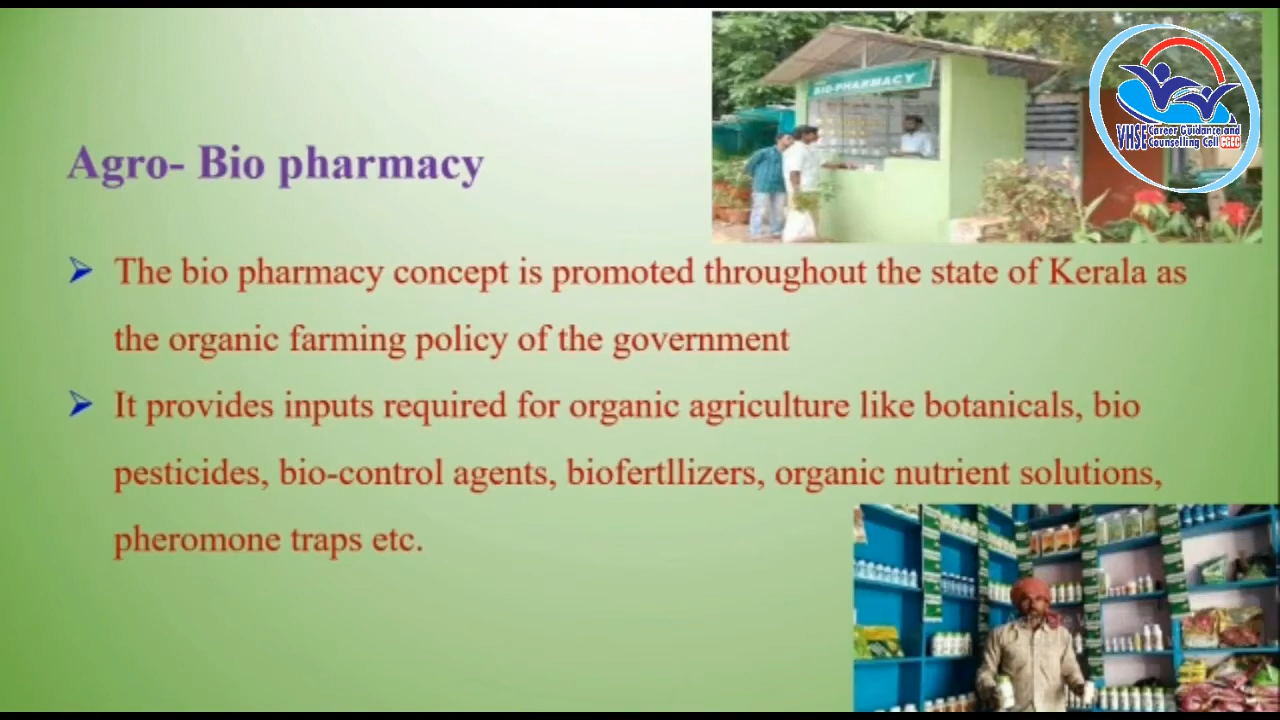 BIO-PHARMACY
VHSE Career Guidance and
Counselling Cell CGCC
Agro- Bio pharmacy
The bio pharmacy concept is promoted throughout the state of Kerala as
the organic farming policy of the government
It provides inputs required for organic agriculture like botanicals, bio
pesticides, bio-control agents, biofertllizers, organic nutrient solutions,
pheromone traps etc.